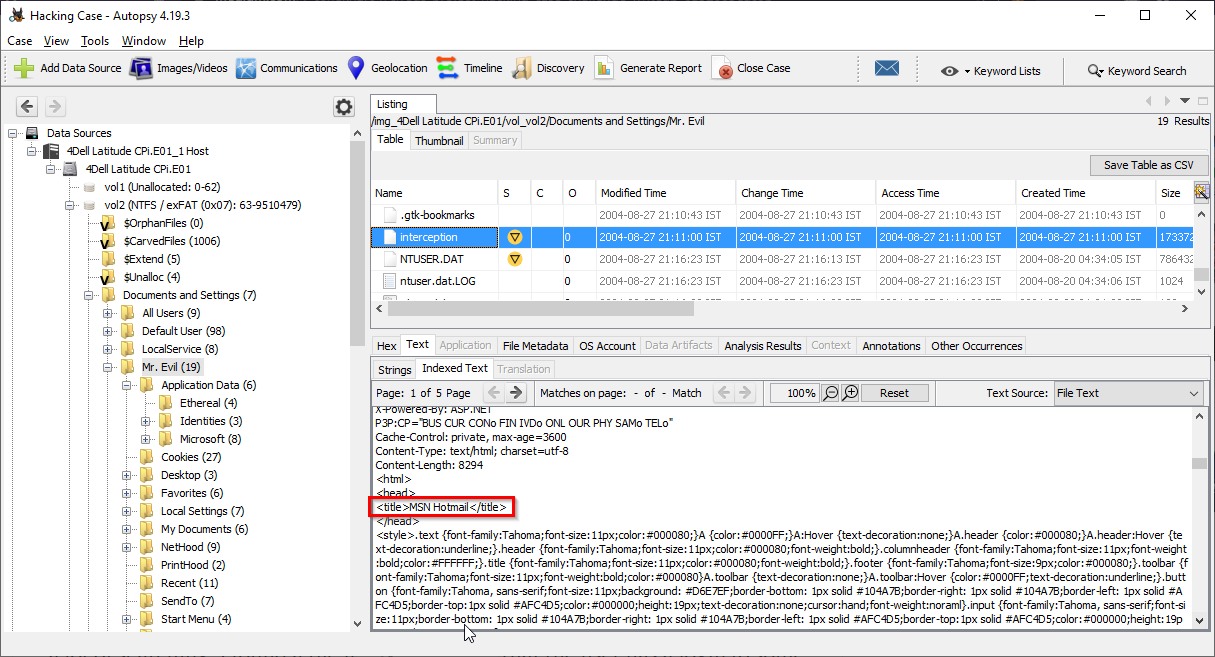 Hacking Case - Autopsy 4.19.3
Case View Tools Window Help
Add Data Source Images/Videos Communications Geolocation Timeline Discovery Generate Report Close Case Keyword Lists Keyword Search
Data Sources
4Dell Latitude CPi.E01_1 Host
4Dell Latitude CPi.E01
vol1 (Unallocated: 0-62)
vol2 (NTFS / exFAT (0x07): 63-9510479)
$OrphanFiles (0)
$CarvedFiles (1006)
$Extend (5)
$Unalloc (4)
Documents and Settings (7)
All Users (9)
Default User (98)
LocalService (8)
Mr. Evil (19)
Application Data (6)
Ethereal (4)
Identities (3)
Microsoft (8)
Cookies (27)
Desktop (3)
Favorites (6)
Local Settings (7)
My Documents (6)
NetHood (9)
PrintHood (2)
Recent (11)
SendTo (7)
Start Menu (4)
Listing
/img_4Dell Latitude CPi.E01/vol_vol2/Documents and Settings/Mr. Evil 19 Results
Table Thumbnail Summary
Save Table as CSV
Name S C O Modified Time Change Time Access Time Created Time Size
.gtk-bookmarks 2004-08-27 21:10:43 IST 2004-08-27 21:10:43 IST 2004-08-27 21:10:43 IST 2004-08-27 21:10:43 IST 0
interception 0 2004-08-27 21:11:00 IST 2004-08-27 21:11:00 IST 2004-08-27 21:11:00 IST 2004-08-27 21:11:00 IST 173372
NTUSER.DAT 0 2004-08-27 21:16:23 IST 2004-08-27 21:16:13 IST 2004-08-27 21:16:23 IST 2004-08-20 04:34:05 IST 786432
ntuser.dat.LOG 0 2004-08-27 21:16:23 IST 2004-08-27 21:16:23 IST 2004-08-27 21:16:23 IST 2004-08-20 04:34:06 IST 1024
Hex Text Application File Metadata OS Account Data Artifacts Analysis Results Context Annotations Other Occurrences
Strings Indexed Text Translation
Page: 1 of 5 Page Matches on page: - of - Match 100% Reset Text Source: File Text
X-Powered-By: ASP.NET
P3P:CP="BUS CUR CONo FIN IVDo ONL OUR PHY SAMo TELo"
Cache-Control: private, max-age=3600
Content-Type: text/html; charset=utf-8
Content-Length: 8294
<html>
<head>
<title>MSN Hotmail</title>
</head>
<style>.text {font-family:Tahoma;font-size:11px;color:#000080;}A {color:#0000FF;}A:Hover {text-decoration:none;}A.header {color:#000080;}A.header:Hover {te
xt-decoration:underline;}.header {font-family:Tahoma;font-size:11px;color:#000080;font-weight:bold;}.columnheader {font-family:Tahoma;font-size:11px;font-weight
:bold;color:#FFFFFF;}.title {font-family:Tahoma;font-size:11px;color:#000080;font-weight:bold;}.footer {font-family:Tahoma;font-size:9px;color:#000080;}.toolbar {f
ont-family:Tahoma;font-size:11px;font-weight:bold;color:#000080}A.toolbar {text-decoration:none;}A.toolbar:Hover {color:#0000FF;text-decoration:underline;}.butt
on {font-family:Tahoma, sans-serif;font-size:11px;background: #D6E7EF;border-bottom: 1px solid #104A7B;border-right: 1px solid #104A7B;border-left: 1px solid #A
FC4D5;border-top:1px solid #AFC4D5;color:#000000;height:19px;text-decoration:none;cursor:hand;font-weight:noraml}.input {font-family:Tahoma, sans-serif;font-si
ze:11px;border-bottom: 1px solid #104A7B;border-right: 1px solid #104A7B;border-left: 1px solid #AFC4D5;border-top:1px solid #AFC4D5;color:#000000;height:19p